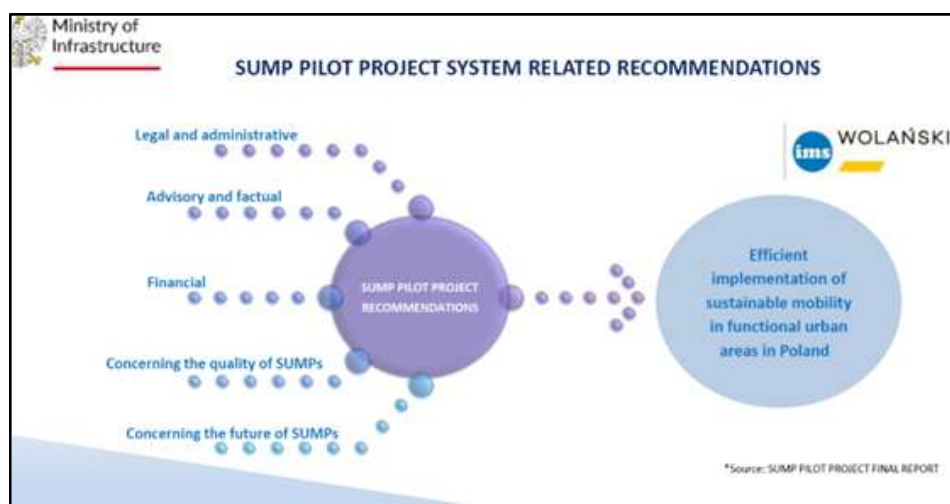 Ministry of
Infrastructure
SUMP PILOT PROJECT SYSTEM RELATED RECOMMENDATIONS
Legal and administrative
ims
WOLAŃSKI
Advisory and factual
Financial
SUMP PILOT PROJECT
RECOMMENDATIONS
Efficient
implementation of
sustainable mobility
in functional urban
areas in Poland
Concerning the quality of SUMPs
Concerning the future of SUMPs
*Source: SUMP PILOT PROJECT FINAL REPORT